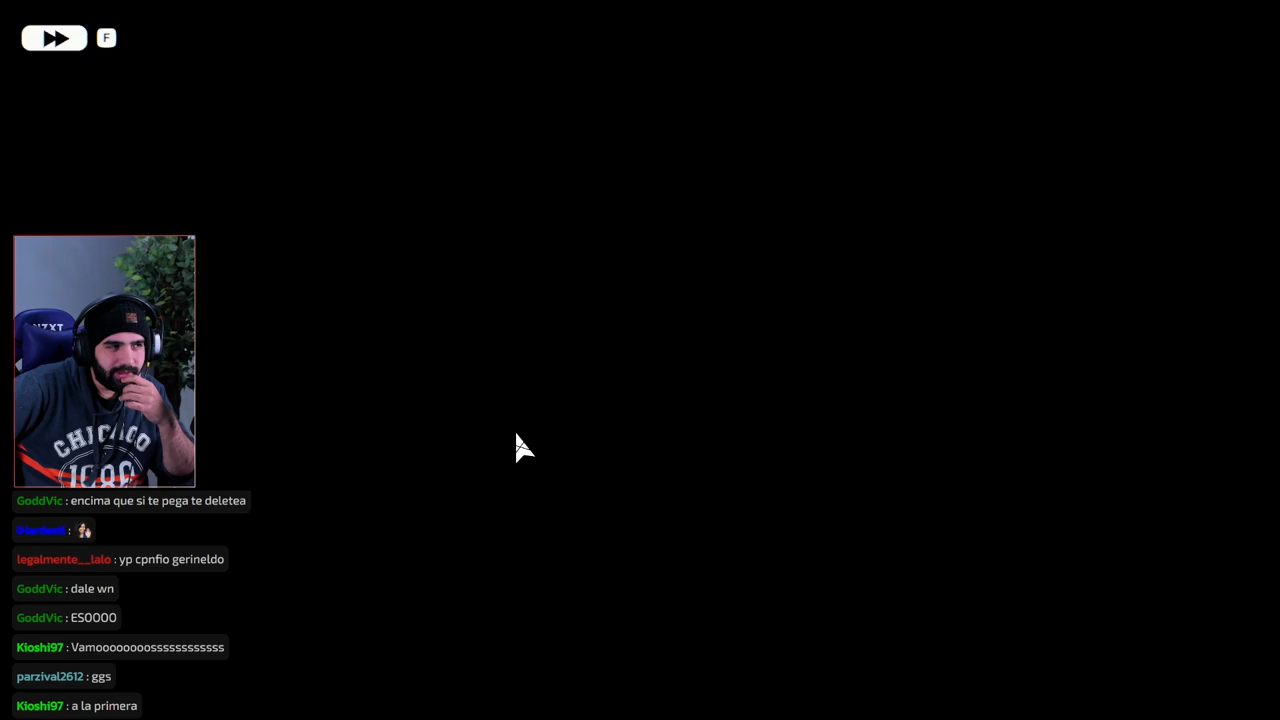 F
NZXT
CHICAGO
GoddVic : encima que si te pega te deletea
legalmente__lalo : yp cpnfio gerineldo
GoddVic : dale wn
GoddVic : ESOOOO
Kioshi97 : Vamoooooooossssssssssss
parzival2612 : ggs
Kioshi97 : a la primera